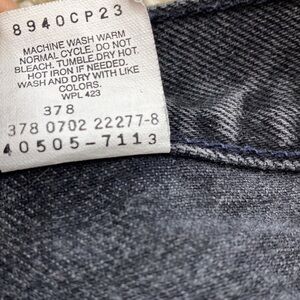 8940CP23
MACHINE WASH WARM
NORMAL CYCLE. DO NOT
BLEACH. TUMBLE DRY HOT.
HOT IRON IF NEEDED.
WASH AND DRY WITH LIKE
COLORS.
WPL 423
378
378 0702 22277-8
40505-7113